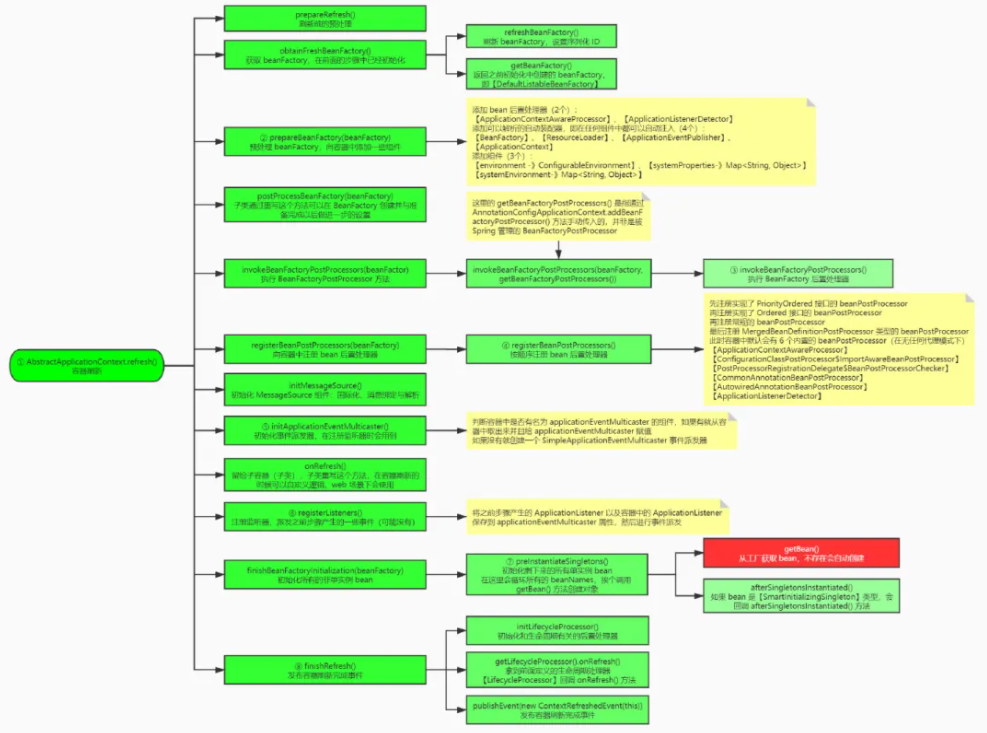 prepareRefresh()
刷新前的预处理
obtainFreshBeanFactory()
获取 beanFactory，在前面的步骤中已经初始化
refreshBeanFactory()
刷新 beanFactory，设置序列化 ID
getBeanFactory()
返回之前初始化中创建的 beanFactory，
即【DefaultListableBeanFactory】
② prepareBeanFactory(beanFactory)
预处理 beanFactory，向容器中添加一些组件
添加 bean 后置处理器（2个）：
【ApplicationContextAwareProcessor】、【ApplicationListenerDetector】
添加可以解析的自动装配器，即在任何组件中都可以自动注入（4个）：
【BeanFactory】、【ResourceLoader】、【ApplicationEventPublisher】、
【ApplicationContext】
添加组件（3个）：
【environment -》ConfigurableEnvironment】、【systemProperties-》Map<String, Object>】
【systemEnvironment-》Map<String, Object>】
postProcessBeanFactory(beanFactory)
子类通过重写这个方法可以在 BeanFactory 创建并与准
备完成以后做进一步的设置
这里的 getBeanFactoryPostProcessors() 是指通过
AnnotationConfigApplicationContext.addBeanF
actoryPostProcessor() 方法手动传入的，并非是被
Spring 管理的 BeanFactoryPostProcessor
invokeBeanFactoryPostProcessors(beanFactor)
执行 BeanFactoryPostProcessor 方法
invokeBeanFactoryPostProcessors(beanFactory,
getBeanFactoryPostProcessors())
③ invokeBeanFactoryPostProcessors()
执行 BeanFactory 后置处理器
① AbstractApplicationContext.refresh()
容器刷新
registerBeanPostProcessors(beanFactory)
向容器中注册 bean 后置处理器
④ registerBeanPostProcessors()
按顺序注册 bean 后置处理器
先注册实现了 PriorityOrdered 接口的 beanPostProcessor
再注册实现了 Ordered 接口的 beanPostProcessor
再注册常规的 beanPostProcessor
最后注册 MergedBeanDefinitionPostProcessor 类型的 beanPostProcessor
此时容器中默认会有 6 个内置的 beanPostProcessor（在无任何代理模式下）
【ApplicationContextAwareProcessor】
【ConfigurationClassPostProcessor$ImportAwareBeanPostProcessor】
【PostProcessorRegistrationDelegate$BeanPostProcessorChecker】
【CommonAnnotationBeanPostProcessor】
【AutowiredAnnotationBeanPostProcessor】
【ApplicationListenerDetector】
initMessageSource()
初始化 MessageSource 组件：国际化、消息绑定与解析
⑤ initApplicationEventMulticaster()
初始化事件派发器，在注册监听器时会用到
判断容器中是否有名为 applicationEventMulticaster 的组件，如果有就从容
器中取出来并且给 applicationEventMulticaster 赋值
如果没有就创建一个 SimpleApplicationEventMulticaster 事件派发器
onRefresh()
留给子容器（子类），子类重写这个方法，在容器刷新的
时候可以自定义逻辑，web 场景下会使用
⑥ registerListeners()
注册监听器，派发之前步骤产生的一些事件（可能没有）
将之前步骤产生的 ApplicationListener 以及容器中的 ApplicationListener
保存到 applicationEventMulticaster 属性，然后进行事件派发
finishBeanFactoryInitialization(beanFactory)
初始化所有的非单实例 bean
⑦ preInstantiateSingletons()
初始化剩下来的所有单实例 bean
在这里会循环所有的 beanNames，挨个调用
getBean() 方法创建对象
getBean()
从工厂获取 bean，不存在会自动创建
afterSingletonsInstantiated()
如果 bean 是【SmartInitializingSingleton】类型，会
回调 afterSingletonsInstantiated() 方法
⑧ finishRefresh()
发布容器刷新完成事件
initLifecycleProcessor()
初始化和生命周期有关的后置处理器
getLifecycleProcessor().onRefresh()
拿到前面定义的生命周期处理器
【LifecycleProcessor】回调 onRefresh() 方法
publishEvent(new ContextRefreshedEvent(this))
发布容器刷新完成事件